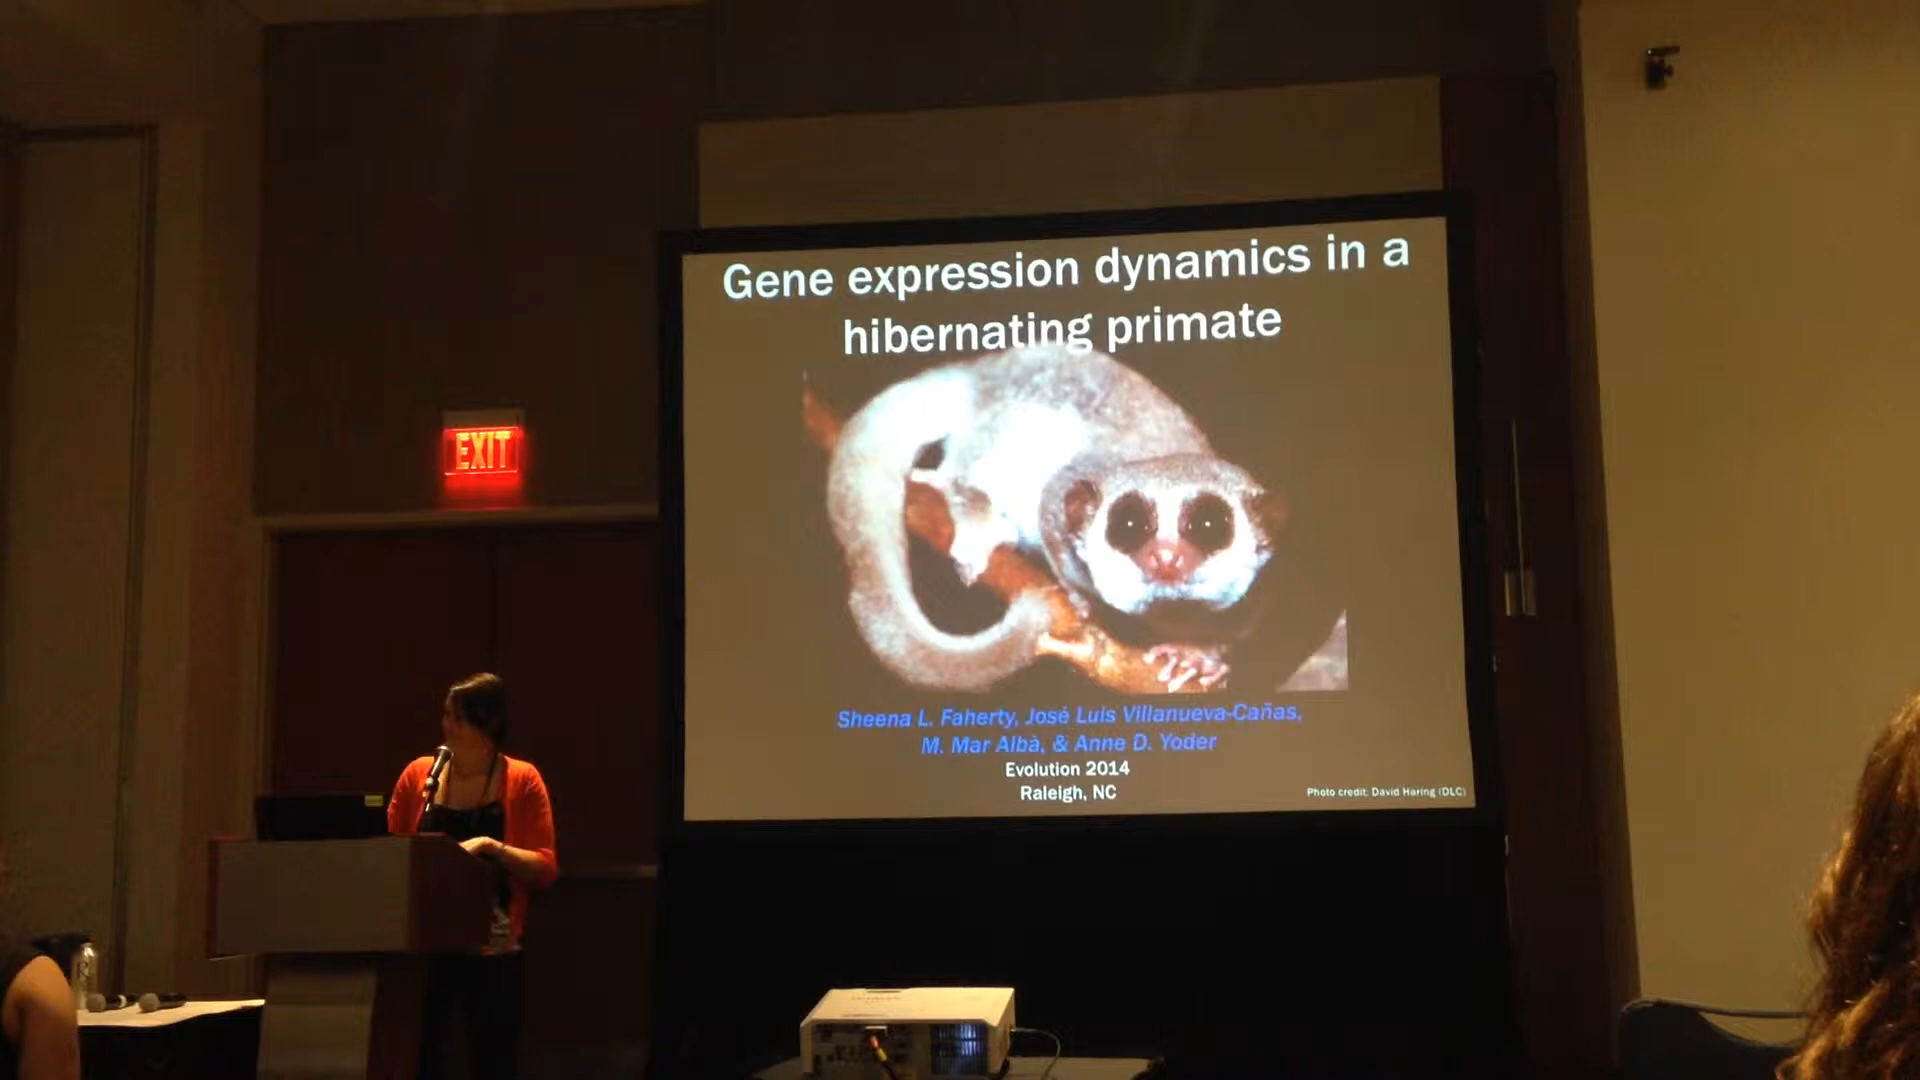 Gene expression dynamics in a
hibernating primate
EXIT
Sheena L. Faherty, José Luis Villanueva-Cañas,
M. Mar Albà, & Anne D. Yoder
Evolution 2014
Raleigh, NC
Photo credit: David Haring (DLC)